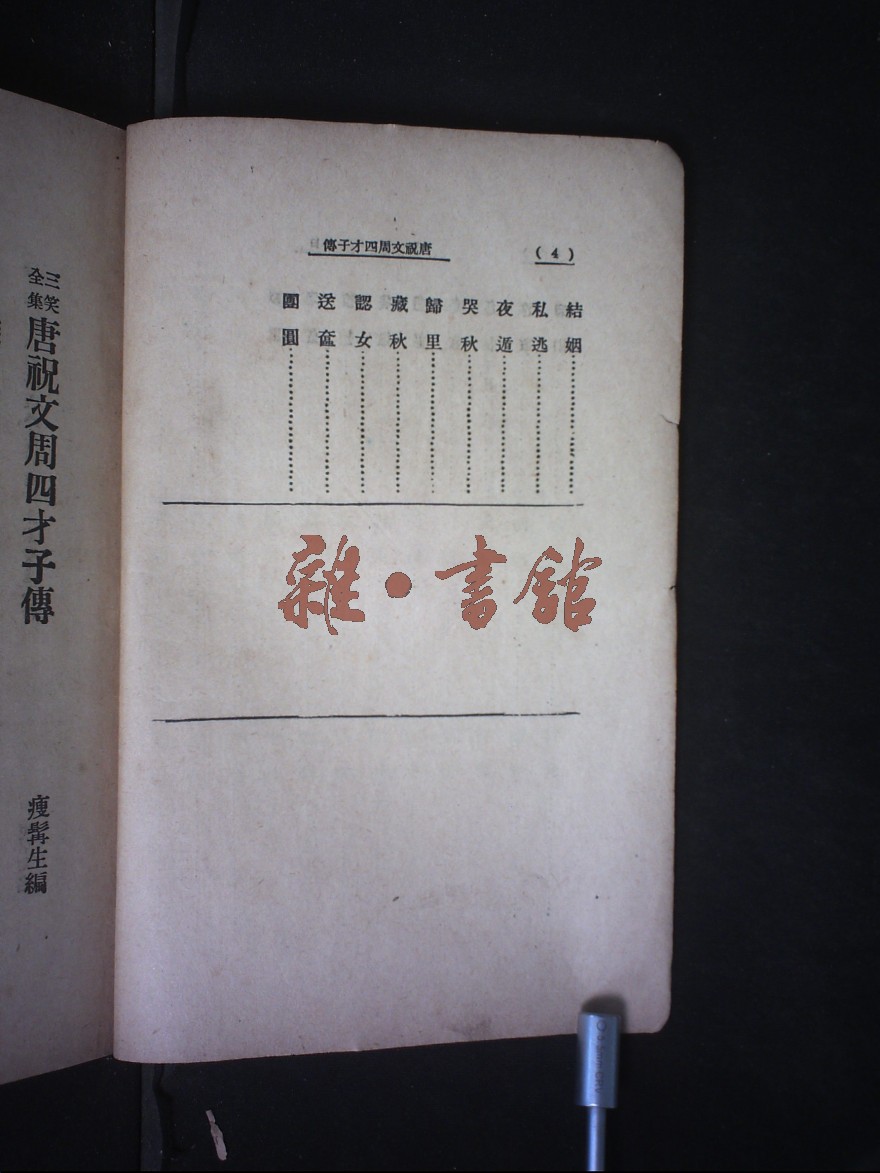 唐祝文周四才子傳
(4)
結姻
私逃
夜遁
哭秋
歸里
藏秋
認女
送奩
團圓
雜·書館
三笑全集
唐祝文周四才子傳
瘦鬅生編